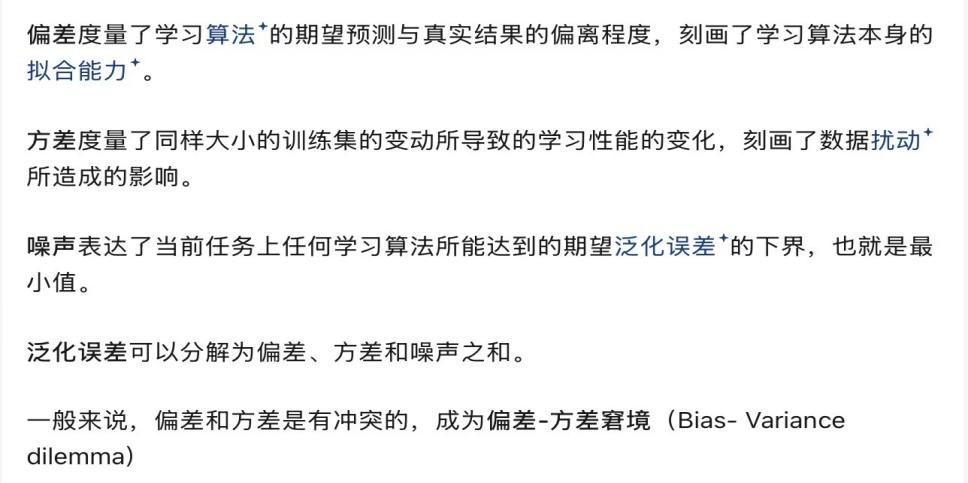 偏差度量了学习算法的期望预测与真实结果的偏离程度，刻画了学习算法本身的
拟合能力。
方差度量了同样大小的训练集的变动所导致的学习性能的变化，刻画了数据扰动
所造成的影响。
噪声表达了当前任务上任何学习算法所能达到的期望泛化误差的下界，也就是最
小值。
泛化误差可以分解为偏差、方差和噪声之和。
一般来说，偏差和方差是有冲突的，成为偏差-方差窘境（Bias- Variance
dilemma）